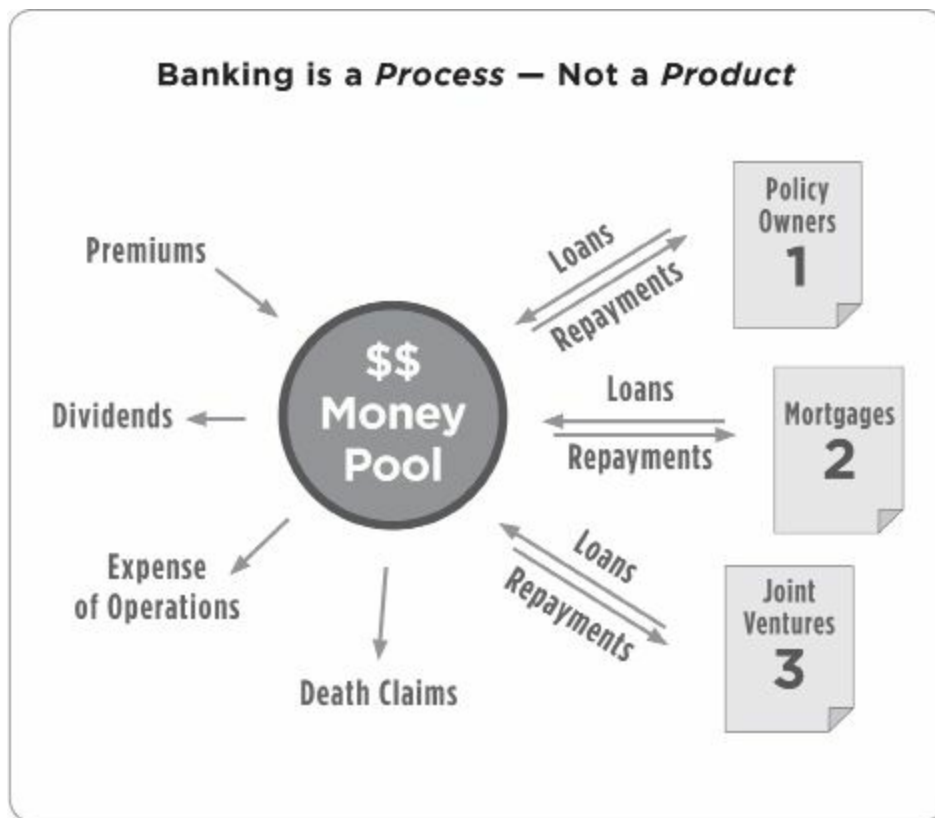 Banking is a Process — Not a Product
Premiums
Dividends
Expense
of Operations
Death Claims
$$
Money
Pool
Loans
Repayments
Policy
Owners
1
Loans
Repayments
Mortgages
2
Loans
Repayments
Joint
Ventures
3